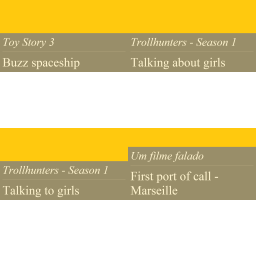 Toy Story 3
Buzz spaceship
Trollhunters - Season 1
Talking about girls
Trollhunters - Season 1
Talking to girls
Um filme falado
First port of call -
Marseille